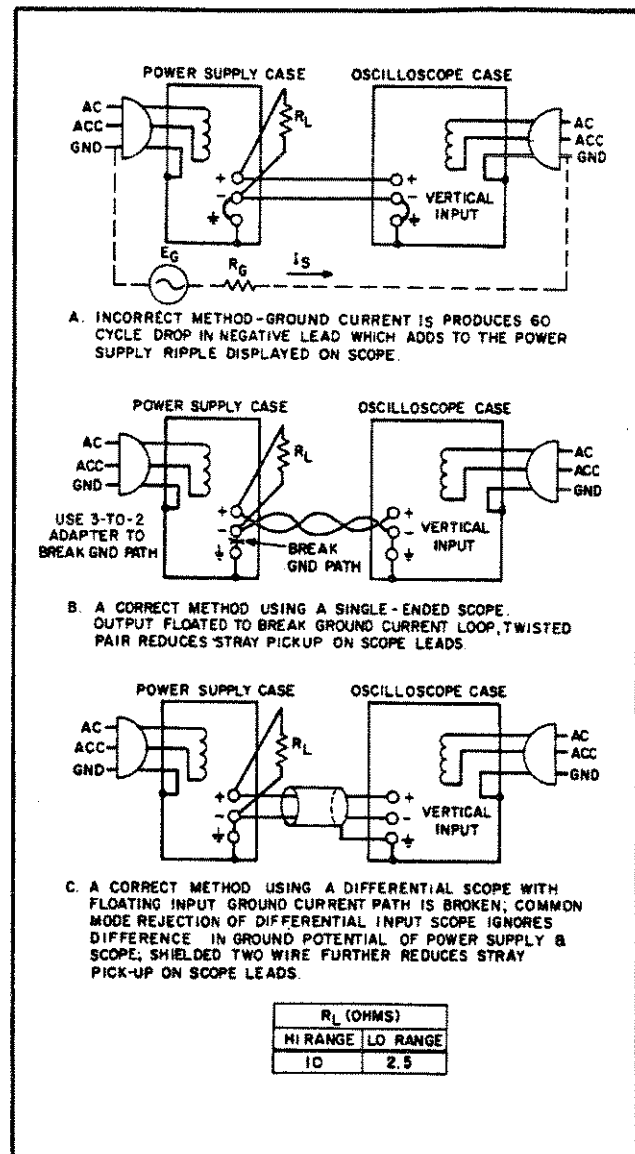 POWER SUPPLY CASE
OSCILLOSCOPE CASE
AC
ACC
GND
RL
+
-
+
-
VERTICAL
INPUT
AC
ACC
GND
EG
RG
iS
A. INCORRECT METHOD-GROUND CURRENT IS PRODUCES 60
CYCLE DROP IN NEGATIVE LEAD WHICH ADDS TO THE POWER
SUPPLY RIPPLE DISPLAYED ON SCOPE.
POWER SUPPLY CASE
OSCILLOSCOPE CASE
AC
ACC
GND
USE 3-TO-2
ADAPTER TO
BREAK GND PATH
RL
+
-
BREAK
GND PATH
+
-
VERTICAL
INPUT
AC
ACC
GND
B. A CORRECT METHOD USING A SINGLE-ENDED SCOPE.
OUTPUT FLOATED TO BREAK GROUND CURRENT LOOP, TWISTED
PAIR REDUCES STRAY PICKUP ON SCOPE LEADS.
POWER SUPPLY CASE
OSCILLOSCOPE CASE
AC
ACC
GND
RL
+
-
+
-
VERTICAL
INPUT
AC
ACC
GND
C. A CORRECT METHOD USING A DIFFERENTIAL SCOPE WITH
FLOATING INPUT GROUND CURRENT PATH IS BROKEN; COMMON
MODE REJECTION OF DIFFERENTIAL INPUT SCOPE IGNORES
DIFFERENCE IN GROUND POTENTIAL OF POWER SUPPLY &
SCOPE; SHIELDED TWO WIRE FURTHER REDUCES STRAY
PICK-UP ON SCOPE LEADS.
RL (OHMS)
HI RANGE LO RANGE
10 2.5